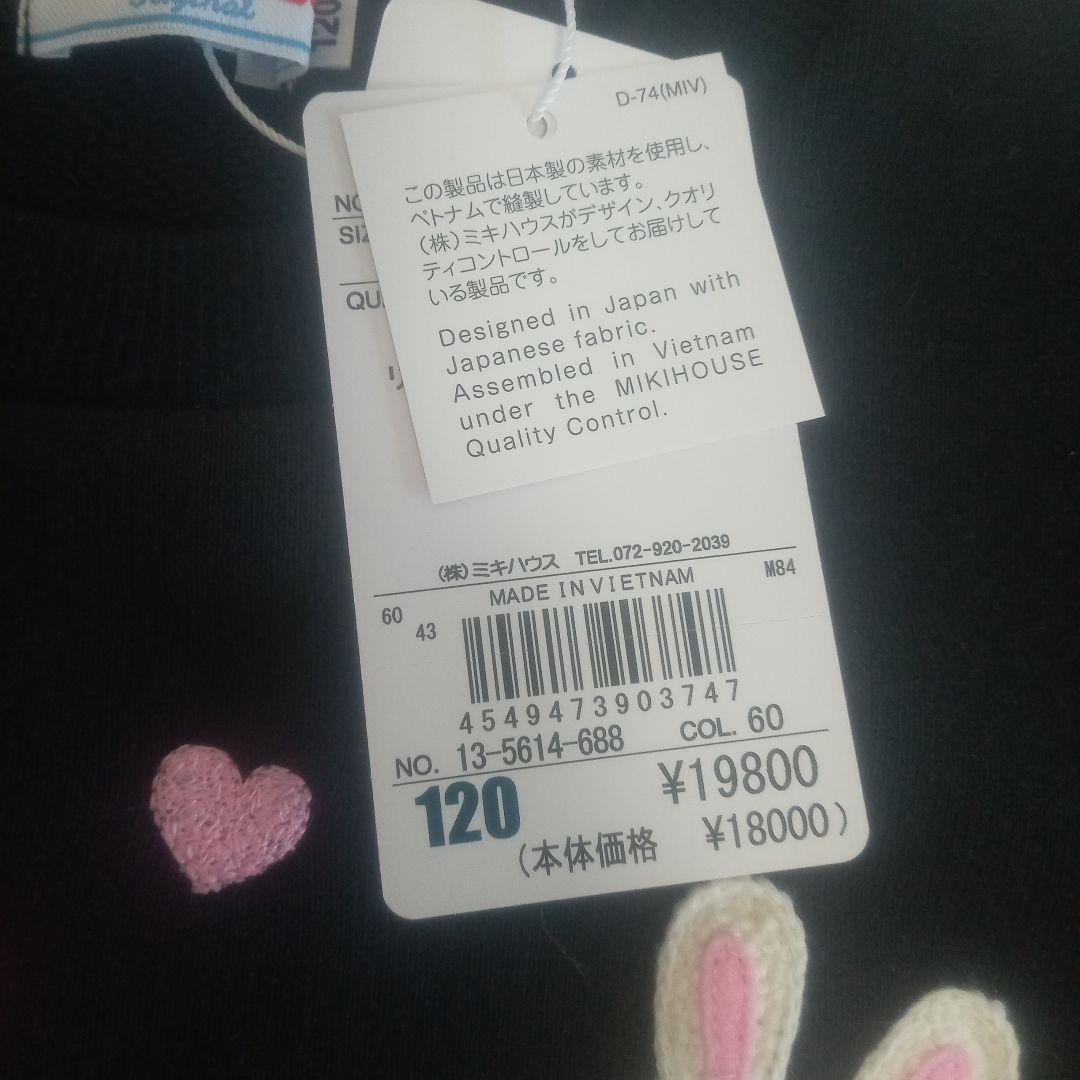 Original
120
D-74(MIV)
この製品は日本製の素材を使用し、
ベトナムで縫製しています。
(株)ミキハウスがデザイン、クオリ
ティコントロールをしてお届けして
いる製品です。
Designed in Japan with
Japanese fabric.
Assembled in Vietnam
under the MIKIHOUSE
Quality Control.
(株)ミキハウス TEL.072-920-2039
MADE IN VIETNAM M84
60
43
4549473903747
NO. 13-5614-688 COL. 60
120 ¥19800
(本体価格 ¥18000)